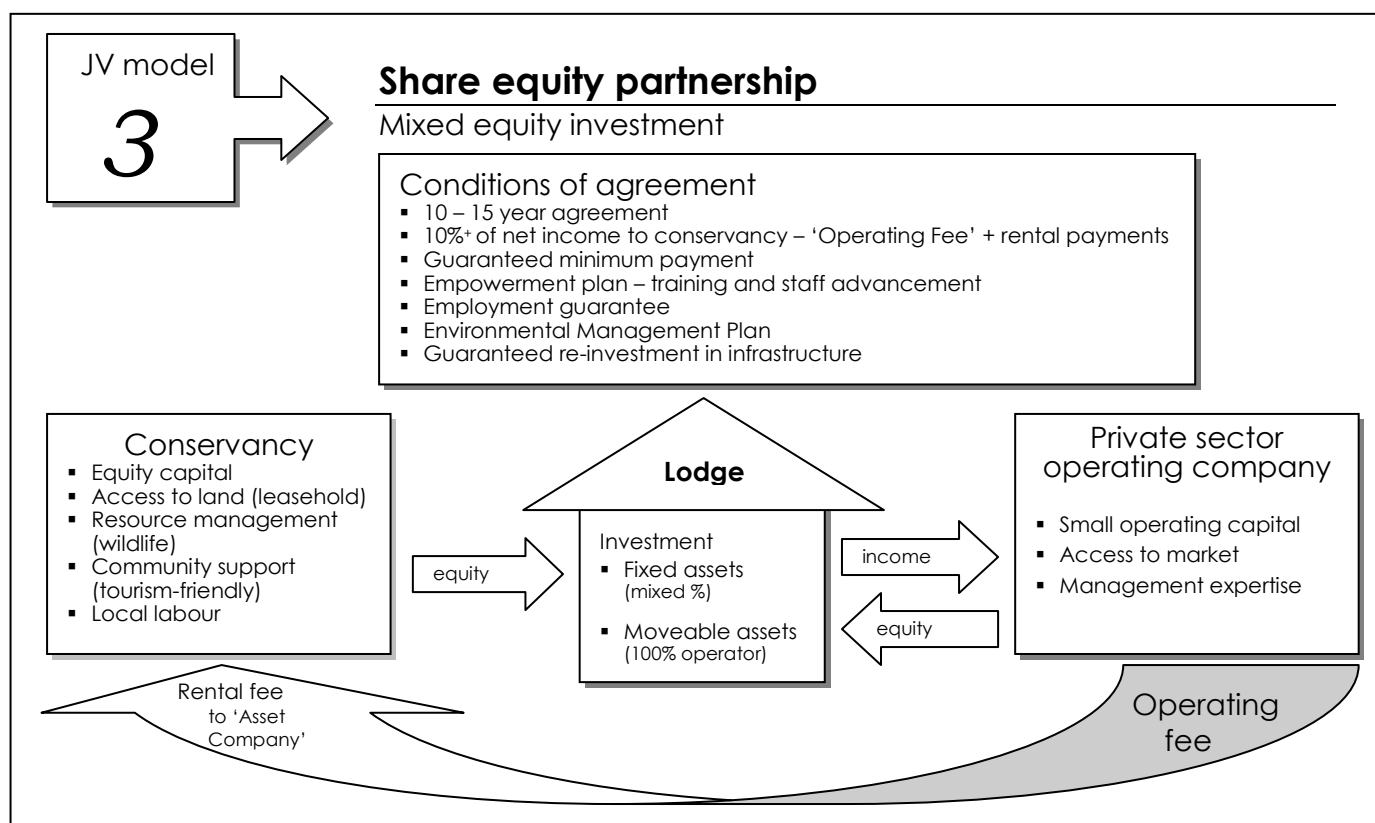 JV model
3
Share equity partnership
Mixed equity investment
Conditions of agreement
▪ 10 – 15 year agreement
▪ 10%⁺ of net income to conservancy – ‘Operating Fee’ + rental payments
▪ Guaranteed minimum payment
▪ Empowerment plan – training and staff advancement
▪ Employment guarantee
▪ Environmental Management Plan
▪ Guaranteed re-investment in infrastructure
Conservancy
▪ Equity capital
▪ Access to land (leasehold)
▪ Resource management
(wildlife)
▪ Community support
(tourism-friendly)
▪ Local labour
equity
Lodge
Investment
▪ Fixed assets
(mixed %)
▪ Moveable assets
(100% operator)
income
equity
Private sector
operating company
▪ Small operating capital
▪ Access to market
▪ Management expertise
Rental fee
to ‘Asset
Company’
Operating
fee